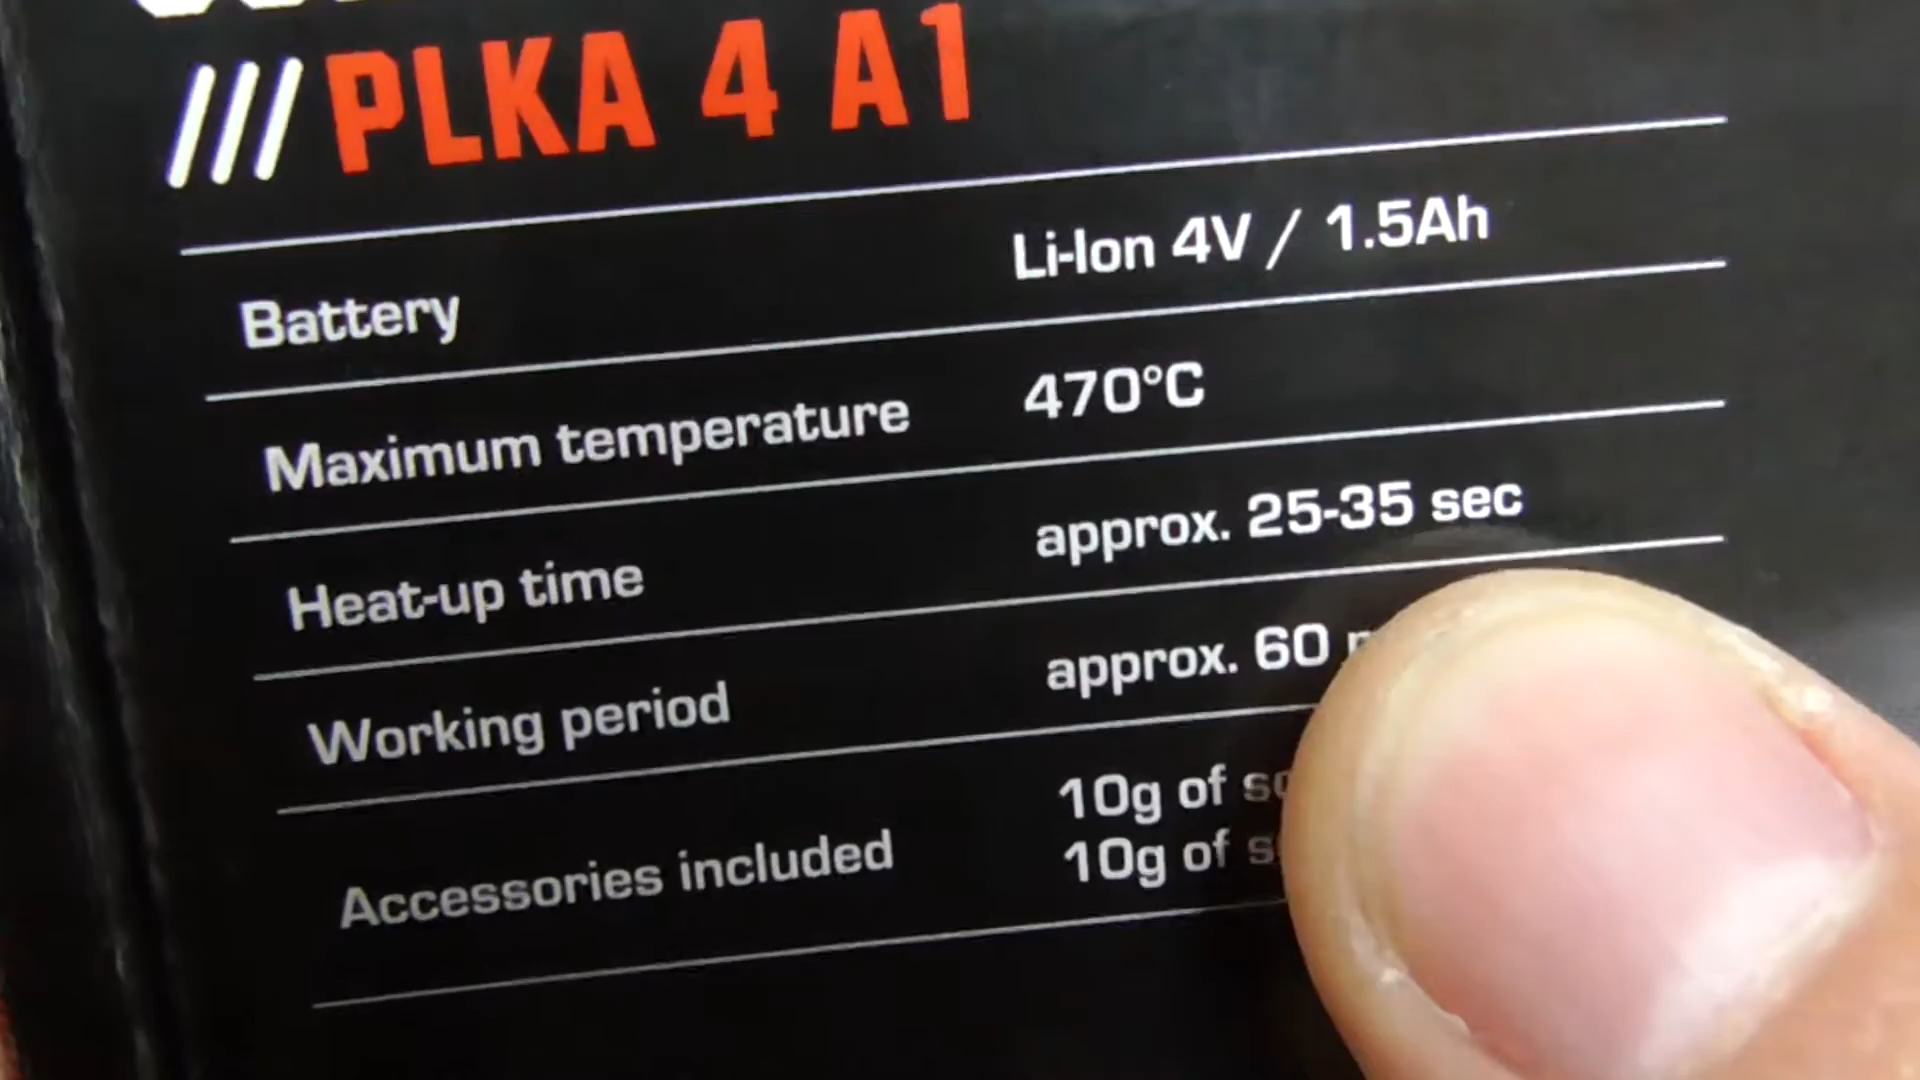 /// PLKA 4 A1
Battery Li-Ion 4V / 1.5Ah
Maximum temperature 470°C
Heat-up time approx. 25-35 sec
Working period approx. 60
Accessories included 10g of
10g of